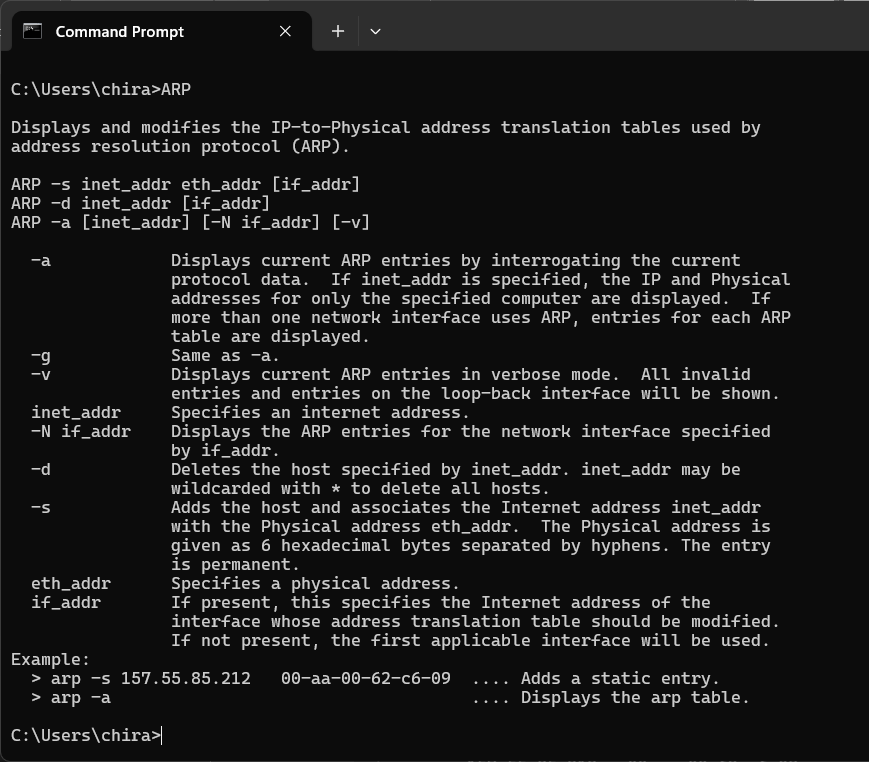 Command Prompt
C:\Users\chira>ARP
Displays and modifies the IP-to-Physical address translation tables used by
address resolution protocol (ARP).
ARP -s inet_addr eth_addr [if_addr]
ARP -d inet_addr [if_addr]
ARP -a [inet_addr] [-N if_addr] [-v]
-a Displays current ARP entries by interrogating the current
protocol data. If inet_addr is specified, the IP and Physical
addresses for only the specified computer are displayed. If
more than one network interface uses ARP, entries for each ARP
table are displayed.
-g Same as -a.
-v Displays current ARP entries in verbose mode. All invalid
entries and entries on the loop-back interface will be shown.
inet_addr Specifies an internet address.
-N if_addr Displays the ARP entries for the network interface specified
by if_addr.
-d Deletes the host specified by inet_addr. inet_addr may be
wildcarded with * to delete all hosts.
-s Adds the host and associates the Internet address inet_addr
with the Physical address eth_addr. The Physical address is
given as 6 hexadecimal bytes separated by hyphens. The entry
is permanent.
eth_addr Specifies a physical address.
if_addr If present, this specifies the Internet address of the
interface whose address translation table should be modified.
If not present, the first applicable interface will be used.
Example:
> arp -s 157.55.85.212 00-aa-00-62-c6-09 .... Adds a static entry.
> arp -a .... Displays the arp table.
C:\Users\chira>